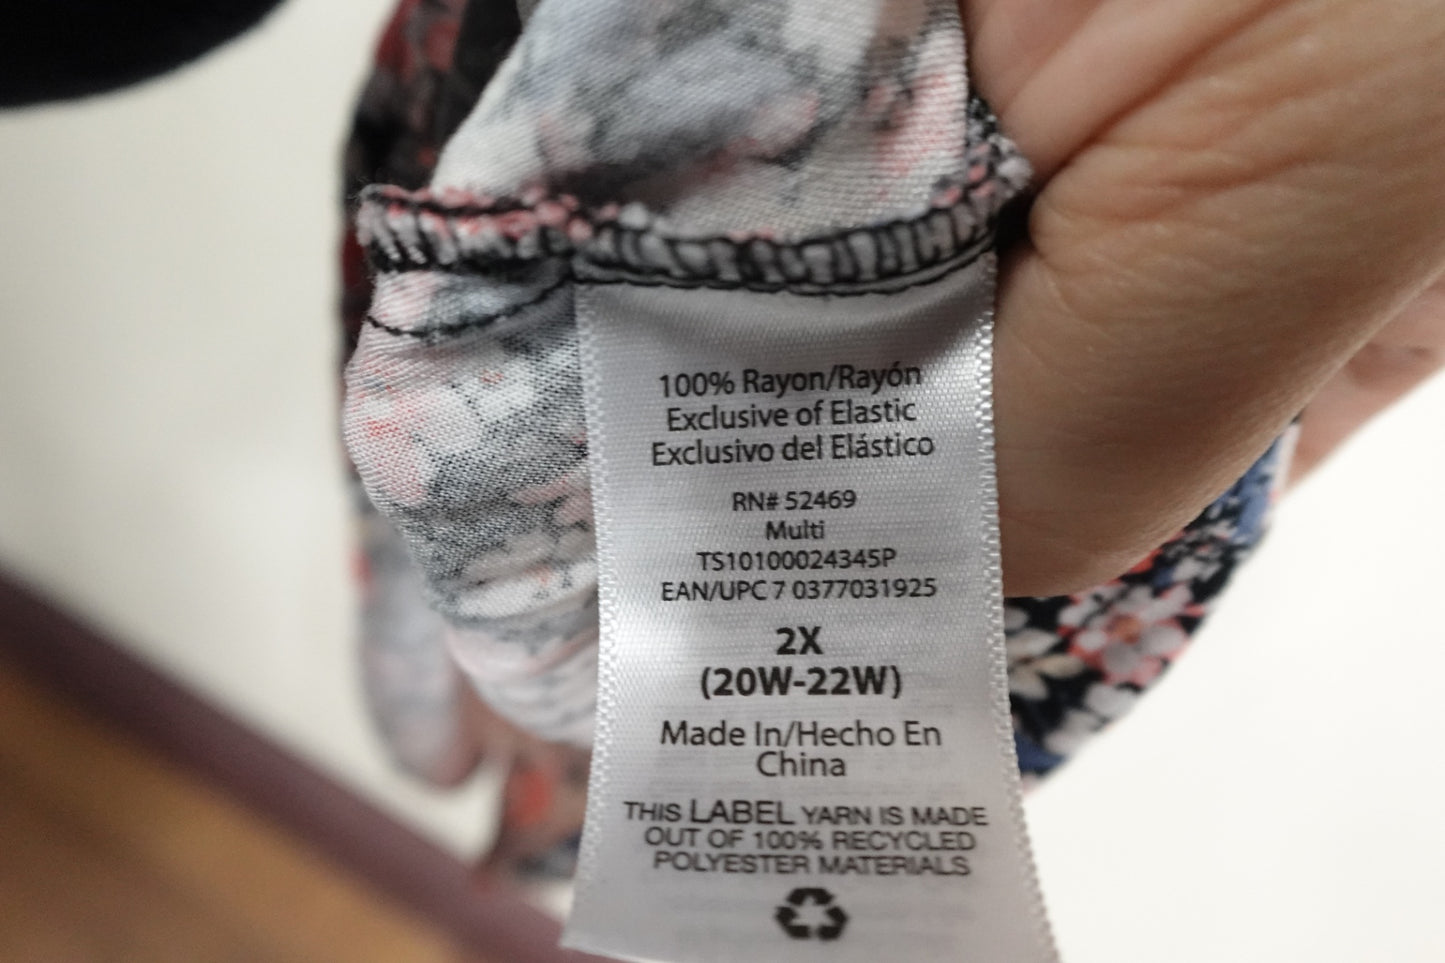 100% Rayon/Rayón
Exclusive of Elastic
Exclusivo del Elástico
RN# 52469
Multi
TS10100024345P
EAN/UPC 7 0377031925
2X
(20W-22W)
Made In/Hecho En
China
THIS LABEL YARN IS MADE
OUT OF 100% RECYCLED
POLYESTER MATERIALS